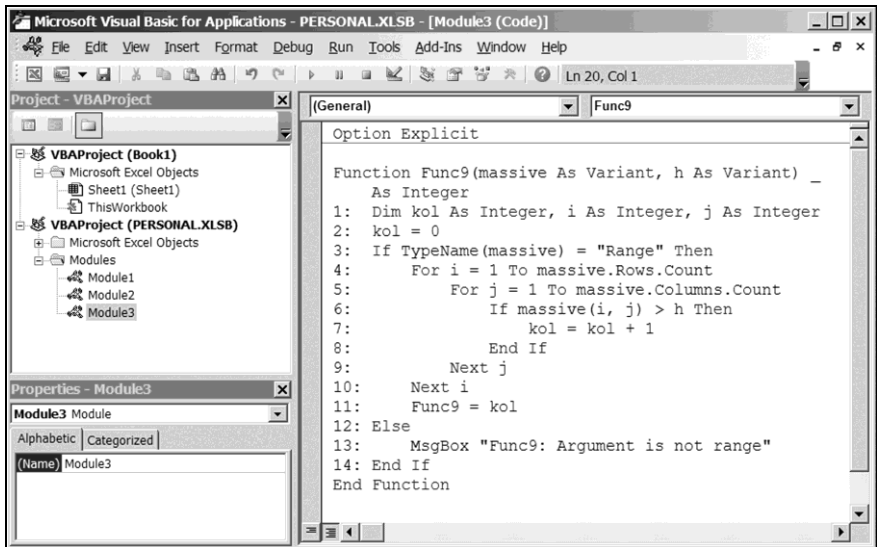 Microsoft Visual Basic for Applications - PERSONAL.XLSB - [Module3 (Code)]
File Edit View Insert Format Debug Run Tools Add-Ins Window Help
Ln 20, Col 1
Project - VBAProject
VBAProject (Book1)
Microsoft Excel Objects
Sheet1 (Sheet1)
ThisWorkbook
VBAProject (PERSONAL.XLSB)
Microsoft Excel Objects
Modules
Module1
Module2
Module3
Properties - Module3
Module3 Module
Alphabetic Categorized
(Name) Module3
(General) Func9
Option Explicit
Function Func9(massive As Variant, h As Variant) _
As Integer
1: Dim kol As Integer, i As Integer, j As Integer
2: kol = 0
3: If TypeName(massive) = "Range" Then
4: For i = 1 To massive.Rows.Count
5: For j = 1 To massive.Columns.Count
6: If massive(i, j) > h Then
7: kol = kol + 1
8: End If
9: Next j
10: Next i
11: Func9 = kol
12: Else
13: MsgBox "Func9: Argument is not range"
14: End If
End Function